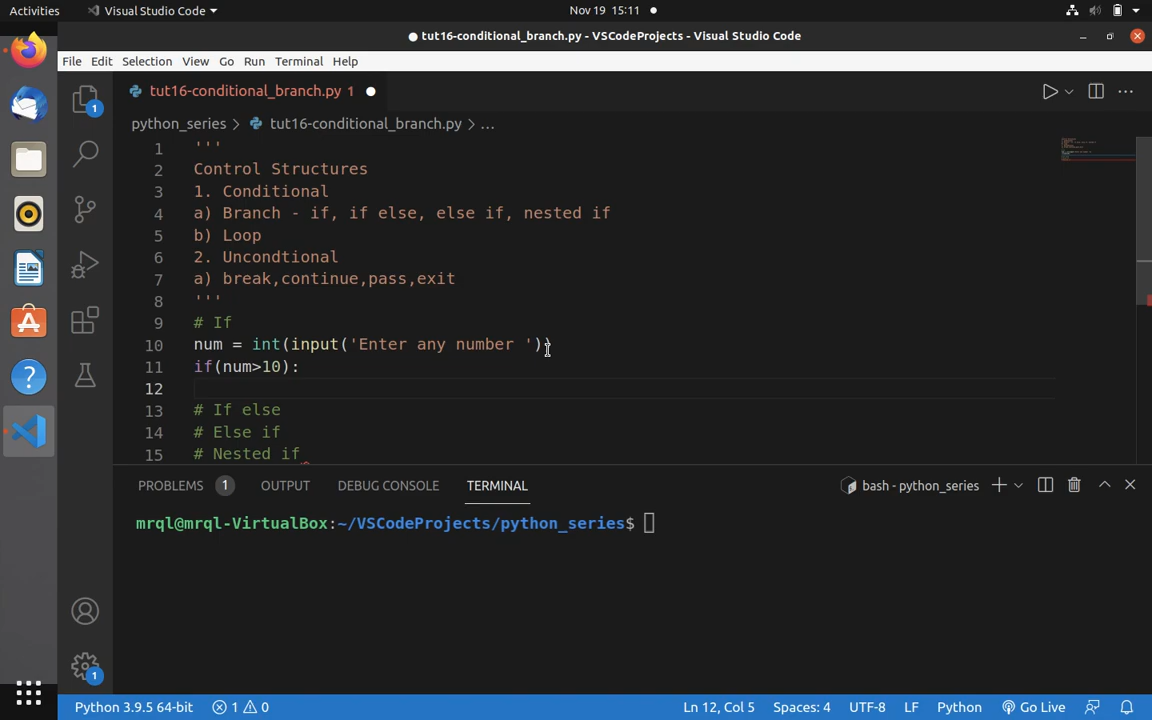 Activities Visual Studio Code Nov 19 15:11
tut16-conditional_branch.py - VSCodeProjects - Visual Studio Code
File Edit Selection View Go Run Terminal Help
tut16-conditional_branch.py 1
python_series > tut16-conditional_branch.py > ...
1 '''
2 Control Structures
3 1. Conditional
4 a) Branch - if, if else, else if, nested if
5 b) Loop
6 2. Uncondtional
7 a) break,continue,pass,exit
8 '''
9 # If
10 num = int(input('Enter any number '))
11 if(num>10):
12
13 # If else
14 # Else if
15 # Nested if
1
1
PROBLEMS 1 OUTPUT DEBUG CONSOLE TERMINAL bash - python_series
mrql@mrql-VirtualBox:~/VSCodeProjects/python_series$
Python 3.9.5 64-bit 1 0 Ln 12, Col 5 Spaces: 4 UTF-8 LF Python Go Live